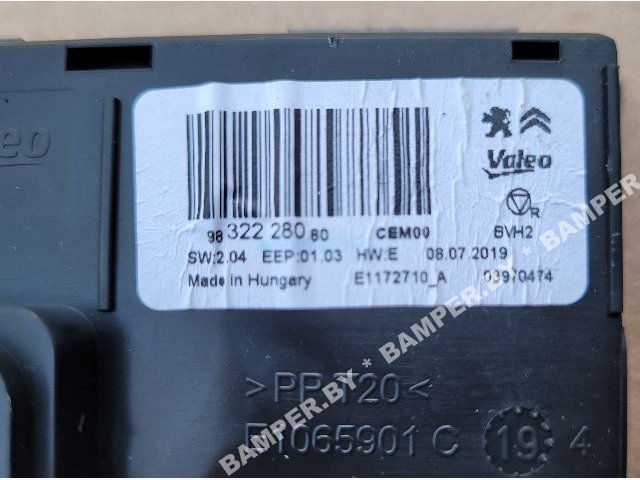 Valeo
Valeo
R
98 322 280 80 CEM00 BVH2
SW:2.04 EEP:01.03 HW:E 08.07.2019
Made in Hungary E1172710_A 03970474
>PP T20<
E1065901 C 19 4
BAMPER.BY * BAMPER.BY * BAMPER.BY * BAMPER